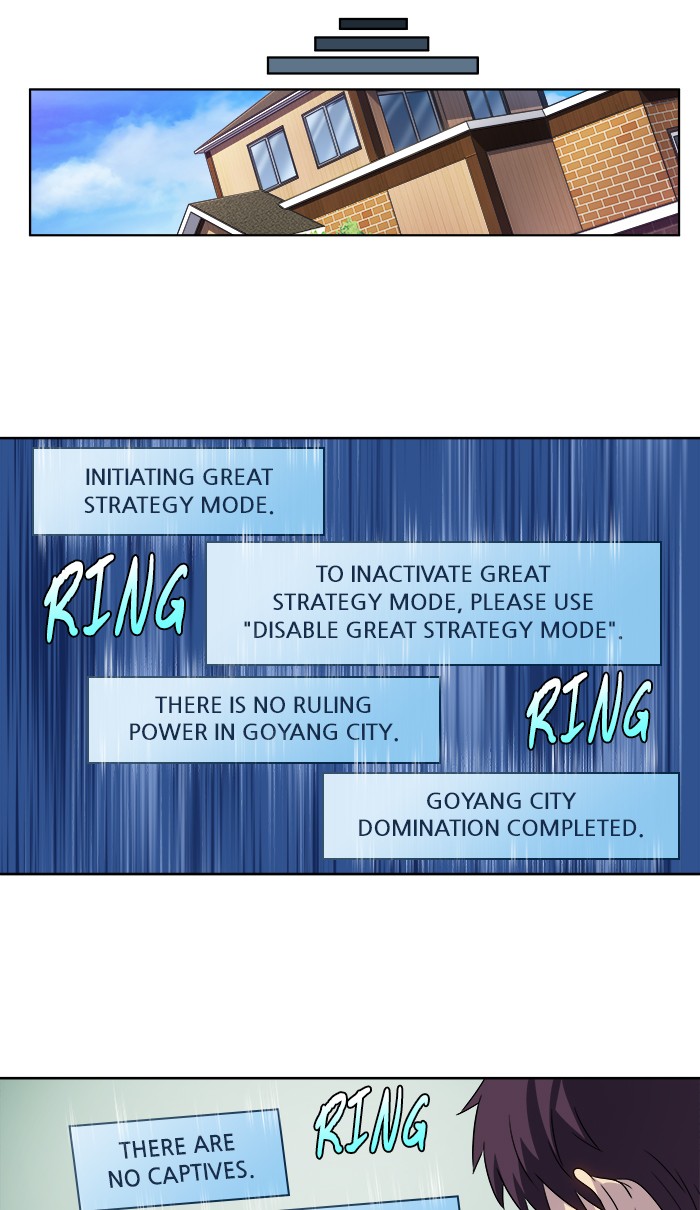 INITIATING GREAT
STRATEGY MODE.
RING
TO INACTIVATE GREAT
STRATEGY MODE, PLEASE USE
"DISABLE GREAT STRATEGY MODE".
THERE IS NO RULING
POWER IN GOYANG CITY.
RING
GOYANG CITY
DOMINATION COMPLETED.
RING
THERE ARE
NO CAPTIVES.